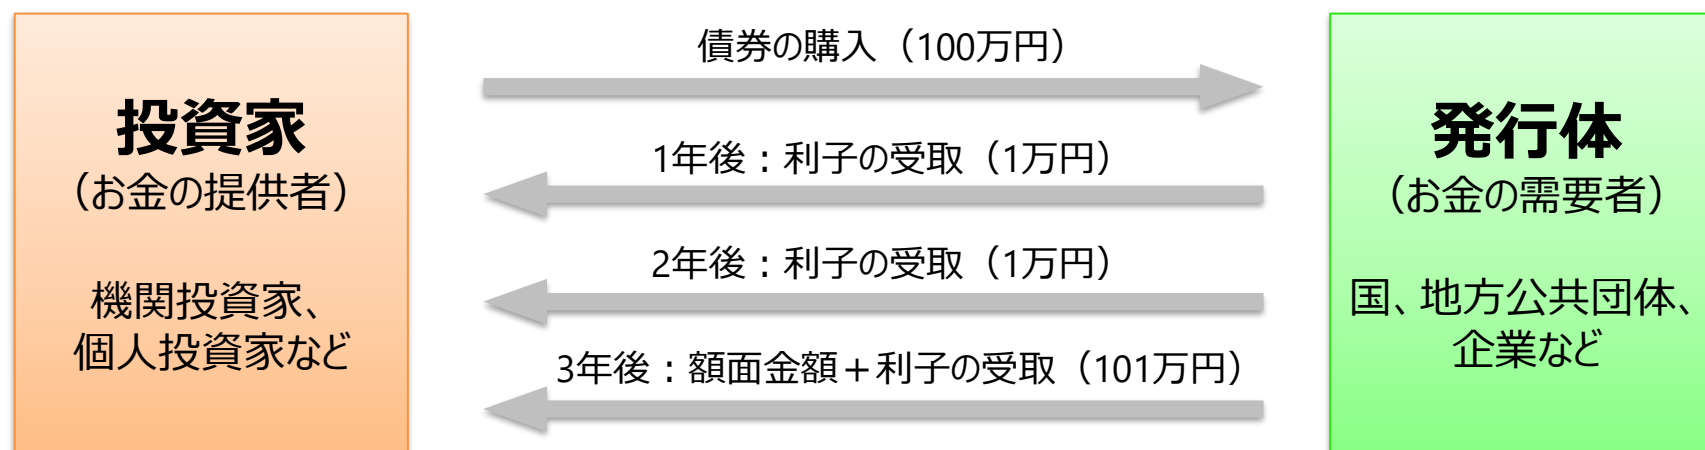 投資家
（お金の提供者）
機関投資家、
個人投資家など
債券の購入（100万円）
1年後：利子の受取（1万円）
2年後：利子の受取（1万円）
3年後：額面金額＋利子の受取（101万円）
発行体
（お金の需要者）
国、地方公共団体、
企業など